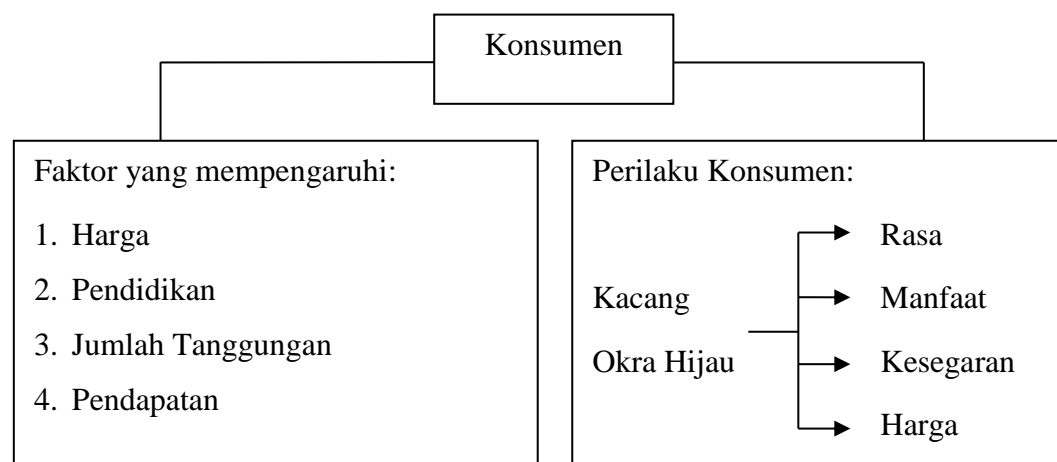 Konsumen
Faktor yang mempengaruhi:
1. Harga
2. Pendidikan
3. Jumlah Tanggungan
4. Pendapatan
Perilaku Konsumen:
Kacang
Okra Hijau
Rasa
Manfaat
Kesegaran
Harga